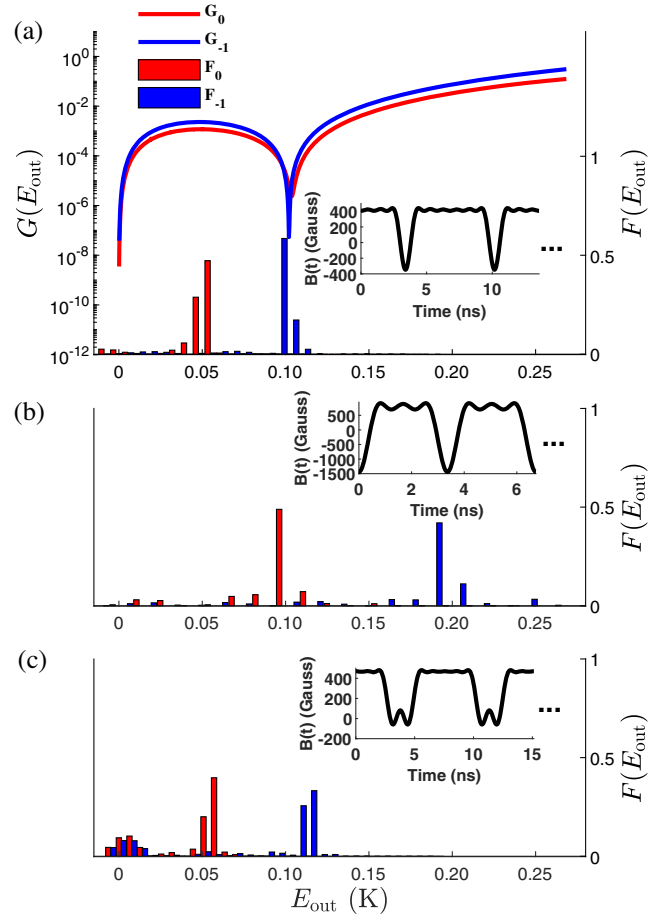 (a)
G0
G-1
F0
F-1
10^0
10^-2
10^-4
10^-6
10^-8
10^-10
10^-12
G(Eout)
1
0.5
0
F(Eout)
400
200
0
-200
-400
B(t) (Gauss)
0 5 10
Time (ns)
...
0 0.05 0.10 0.15 0.20 0.25
(b)
500
0
-500
-1000
-1500
B(t) (Gauss)
0 2 4 6
Time (ns)
...
1
0.5
0
F(Eout)
0 0.05 0.10 0.15 0.20 0.25
(c)
400
200
0
-200
B(t) (Gauss)
0 5 10 15
Time (ns)
...
1
0.5
0
F(Eout)
0 0.05 0.10 0.15 0.20 0.25
Eout (K)